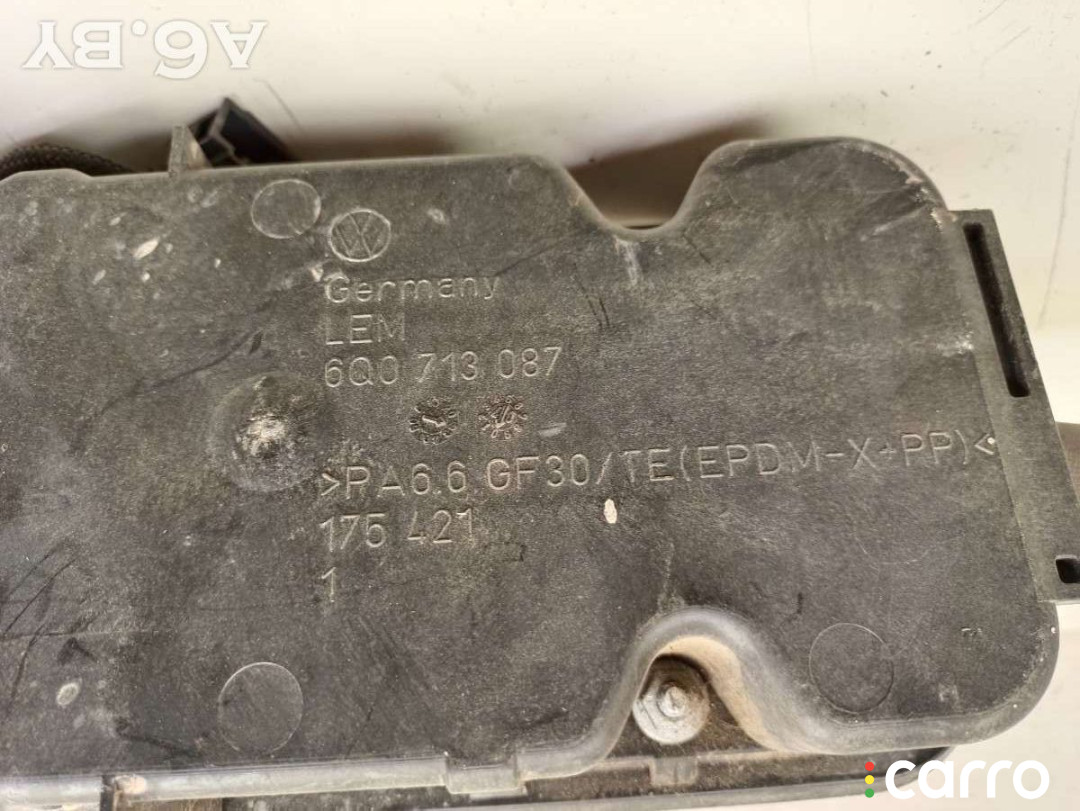 A6.BY
Germany
LEM
6Q0 713 087
>PA6.6 GF30/TE(EPDM-X+PP)<
175 421
1
carro